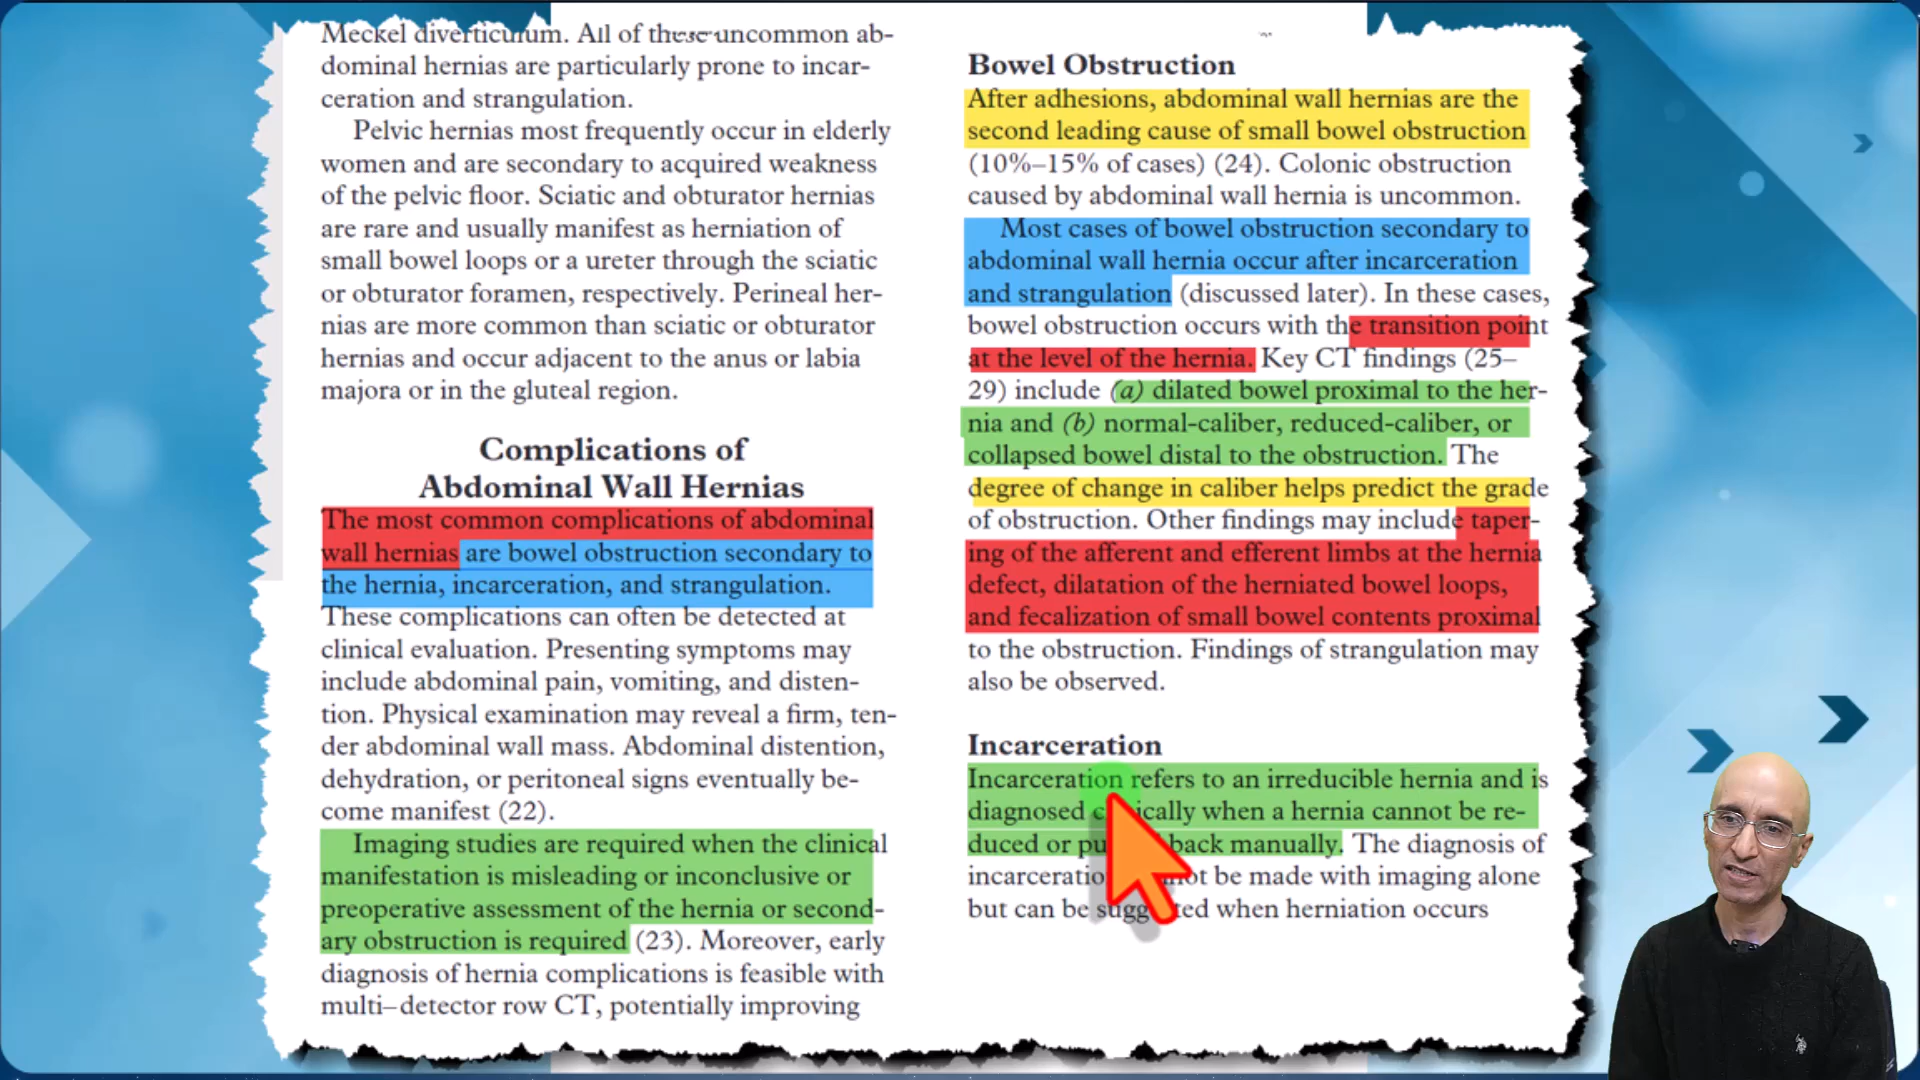 Meckel diverticulum. All of these uncommon ab-
dominal hernias are particularly prone to incar-
ceration and strangulation.
Pelvic hernias most frequently occur in elderly
women and are secondary to acquired weakness
of the pelvic floor. Sciatic and obturator hernias
are rare and usually manifest as herniation of
small bowel loops or a ureter through the sciatic
or obturator foramen, respectively. Perineal her-
nias are more common than sciatic or obturator
hernias and occur adjacent to the anus or labia
majora or in the gluteal region.
Complications of
Abdominal Wall Hernias
The most common complications of abdominal
wall hernias are bowel obstruction secondary to
the hernia, incarceration, and strangulation.
These complications can often be detected at
clinical evaluation. Presenting symptoms may
include abdominal pain, vomiting, and disten-
tion. Physical examination may reveal a firm, ten-
der abdominal wall mass. Abdominal distention,
dehydration, or peritoneal signs eventually be-
come manifest (22).
Imaging studies are required when the clinical
manifestation is misleading or inconclusive or
preoperative assessment of the hernia or second-
ary obstruction is required (23). Moreover, early
diagnosis of hernia complications is feasible with
multi–detector row CT, potentially improving
Bowel Obstruction
After adhesions, abdominal wall hernias are the
second leading cause of small bowel obstruction
(10%–15% of cases) (24). Colonic obstruction
caused by abdominal wall hernia is uncommon.
Most cases of bowel obstruction secondary to
abdominal wall hernia occur after incarceration
and strangulation (discussed later). In these cases,
bowel obstruction occurs with the transition point
at the level of the hernia. Key CT findings (25–
29) include (a) dilated bowel proximal to the her-
nia and (b) normal-caliber, reduced-caliber, or
collapsed bowel distal to the obstruction. The
degree of change in caliber helps predict the grade
of obstruction. Other findings may include taper-
ing of the afferent and efferent limbs at the hernia
defect, dilatation of the herniated bowel loops,
and fecalization of small bowel contents proximal
to the obstruction. Findings of strangulation may
also be observed.
Incarceration
Incarceration refers to an irreducible hernia and is
diagnosed clinically when a hernia cannot be re-
duced or back manually. The diagnosis of
incarceration not be made with imaging alone
but can be suggested when herniation occurs